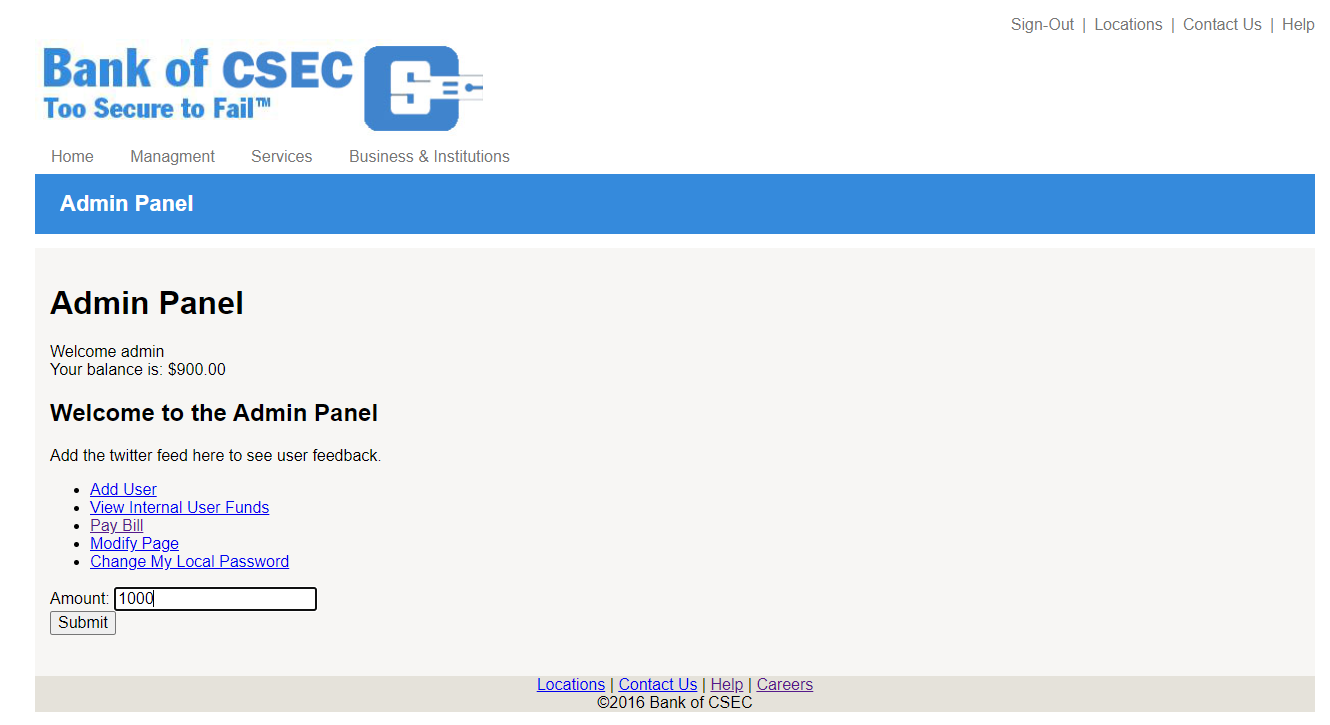 Sign-Out | Locations | Contact Us | Help
Bank of CSEC
Too Secure to Fail™
Home Managment Services Business & Institutions
Admin Panel
Admin Panel
Welcome admin
Your balance is: $900.00
Welcome to the Admin Panel
Add the twitter feed here to see user feedback.
• Add User
• View Internal User Funds
• Pay Bill
• Modify Page
• Change My Local Password
Amount: 1000
Submit
Locations | Contact Us | Help | Careers
©2016 Bank of CSEC